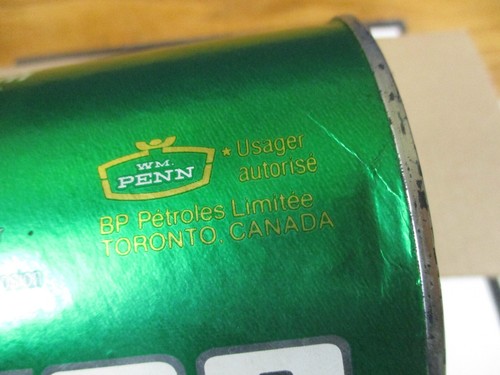 WM.
PENN
* Usager
autorisé
BP Pétroles Limitée
TORONTO, CANADA